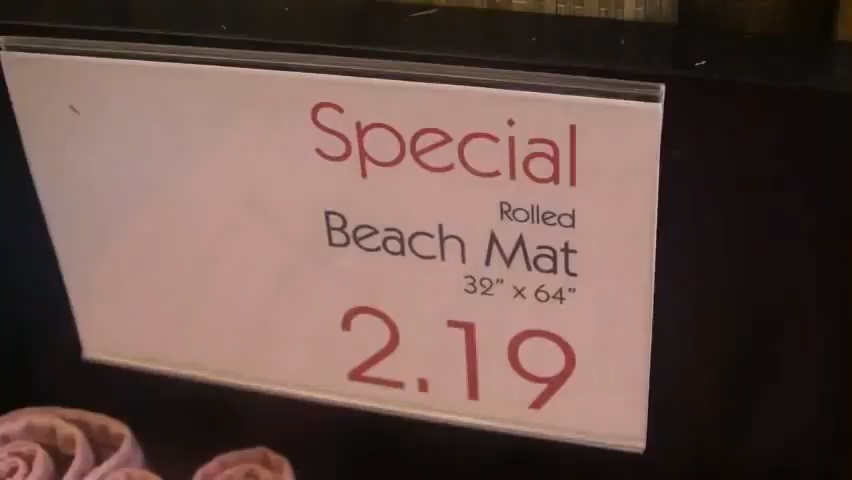 Special
Rolled
Beach Mat
32" x 64"
2.19